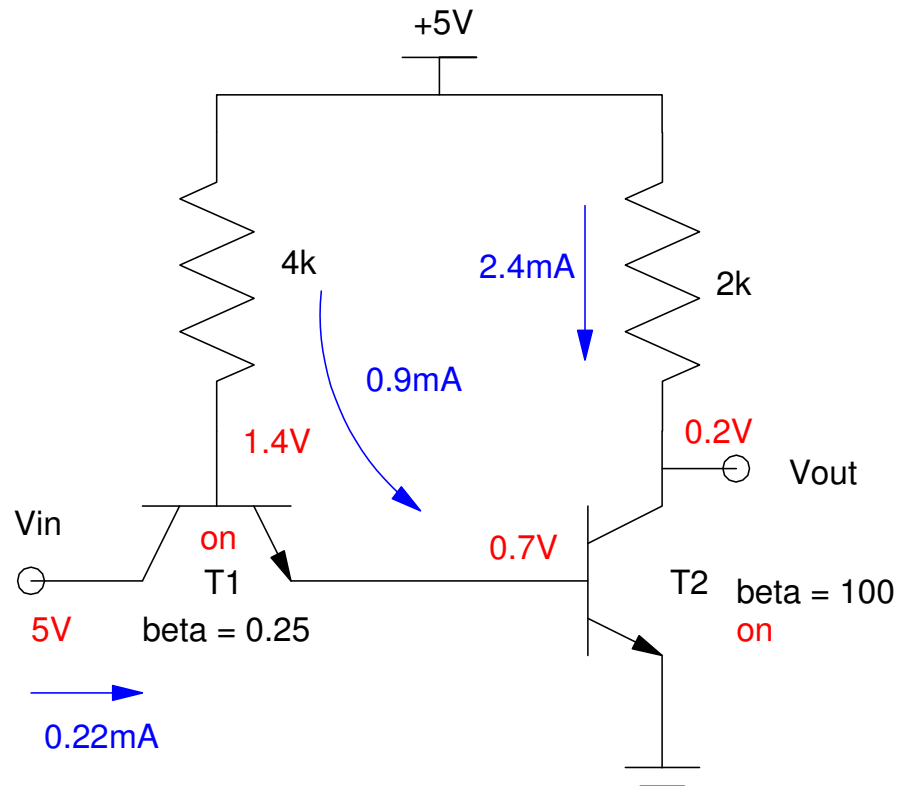 +5V
4k
2.4mA
2k
0.9mA
1.4V
0.2V
Vout
Vin
on
0.7V
T1
T2
beta = 100
5V
beta = 0.25
on
0.22mA